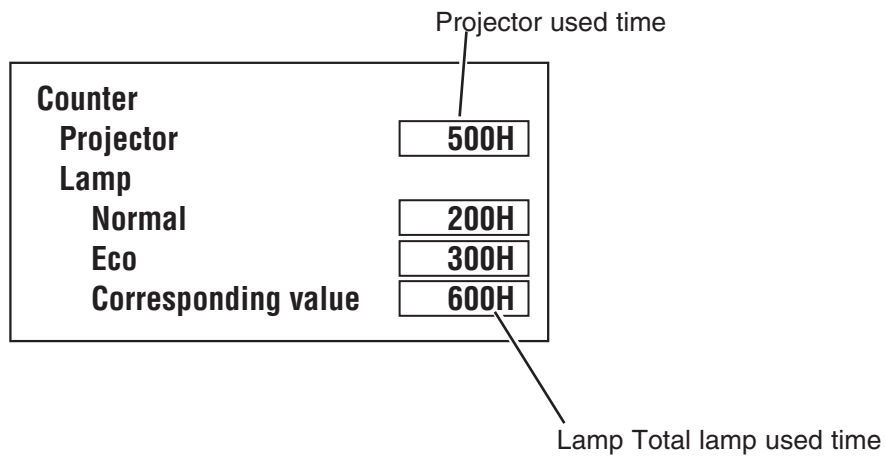 Projector used time
Counter
Projector 500H
Lamp
Normal 200H
Eco 300H
Corresponding value 600H
Lamp Total lamp used time